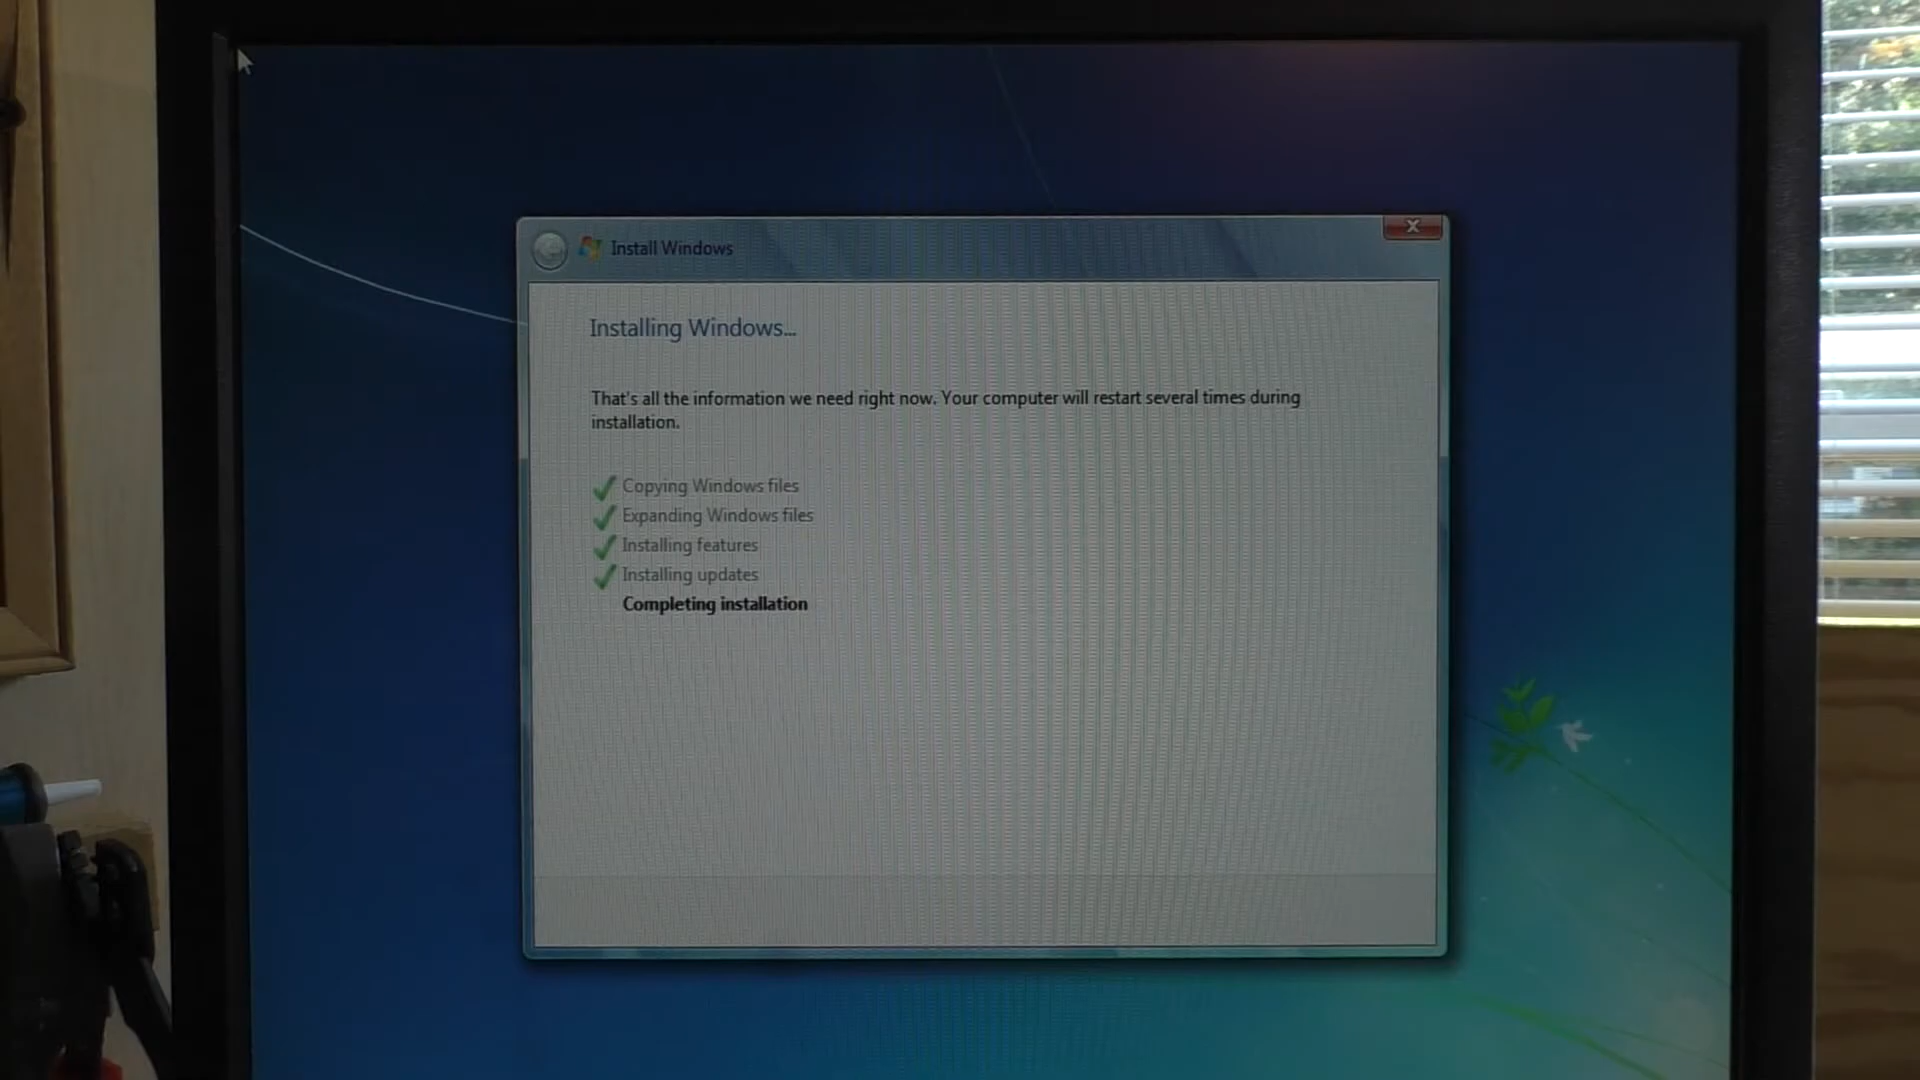 Install Windows
Installing Windows...
That's all the information we need right now. Your computer will restart several times during
installation.
Copying Windows files
Expanding Windows files
Installing features
Installing updates
Completing installation